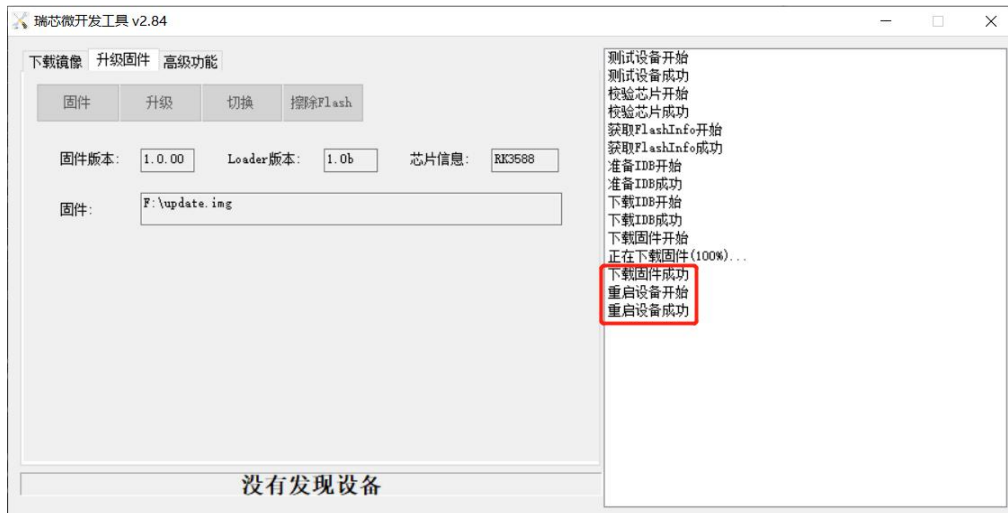 瑞芯微开发工具 v2.84
下载镜像 升级固件 高级功能
固件 升级 切换 擦除Flash
固件版本: 1.0.00 Loader版本: 1.0b 芯片信息: RK3588
固件: F:\update.img
没有发现设备
测试设备开始
测试设备成功
校验芯片开始
校验芯片成功
获取FlashInfo开始
获取FlashInfo成功
准备IDB开始
准备IDB成功
下载IDB开始
下载IDB成功
下载固件开始
正在下载固件(100%)...
下载固件成功
重启设备开始
重启设备成功